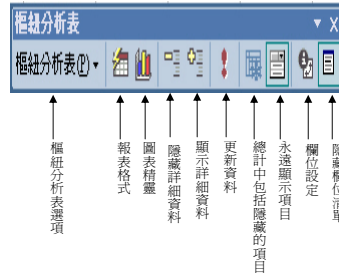 樞紐分析表
樞紐分析表(P)
樞紐分析表選項
報表格式
圖表精靈
隱藏詳細資料
顯示詳細資料
更新資料
總計中包括隱藏的項目
永遠顯示項目
欄位設定
隱藏欄位清單